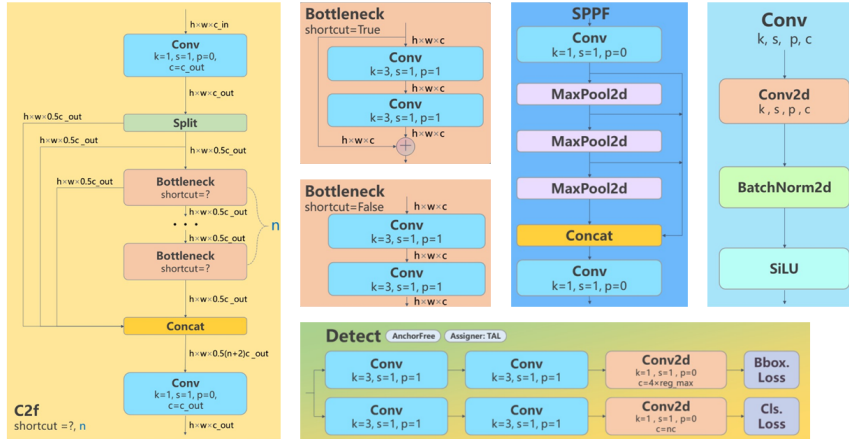 h×w×c_in
Conv
k=1, s=1, p=0,
c=c_out
h×w×c_out
h×w×0.5c_out
Split
h×w×0.5c_out
h×w×0.5c_out
h×w×0.5c_out
Bottleneck
shortcut=?
h×w×0.5c_out
. . .
n
h×w×0.5c_out
Bottleneck
shortcut=?
h×w×0.5c_out
Concat
h×w×0.5(n+2)c_out
Conv
k=1, s=1, p=0,
c=c_out
C2f
shortcut =?, n
h×w×c_out
Bottleneck
shortcut=True
h×w×c
Conv
k=3, s=1, p=1
h×w×c
Conv
k=3, s=1, p=1
h×w×c
h×w×c
+
Bottleneck
shortcut=False
h×w×c
Conv
k=3, s=1, p=1
h×w×c
Conv
k=3, s=1, p=1
h×w×c
SPPF
Conv
k=1, s=1, p=0
MaxPool2d
MaxPool2d
MaxPool2d
Concat
Conv
k=1, s=1, p=0
Conv
k, s, p, c
Conv2d
k, s, p, c
BatchNorm2d
SiLU
Detect
AnchorFree
Assigner: TAL
Conv
k=3, s=1, p=1
Conv
k=3, s=1, p=1
Conv2d
k=1, s=1, p=0
c=4×reg_max
Bbox.
Loss
Conv
k=3, s=1, p=1
Conv
k=3, s=1, p=1
Conv2d
k=1, s=1, p=0
c=nc
Cls.
Loss